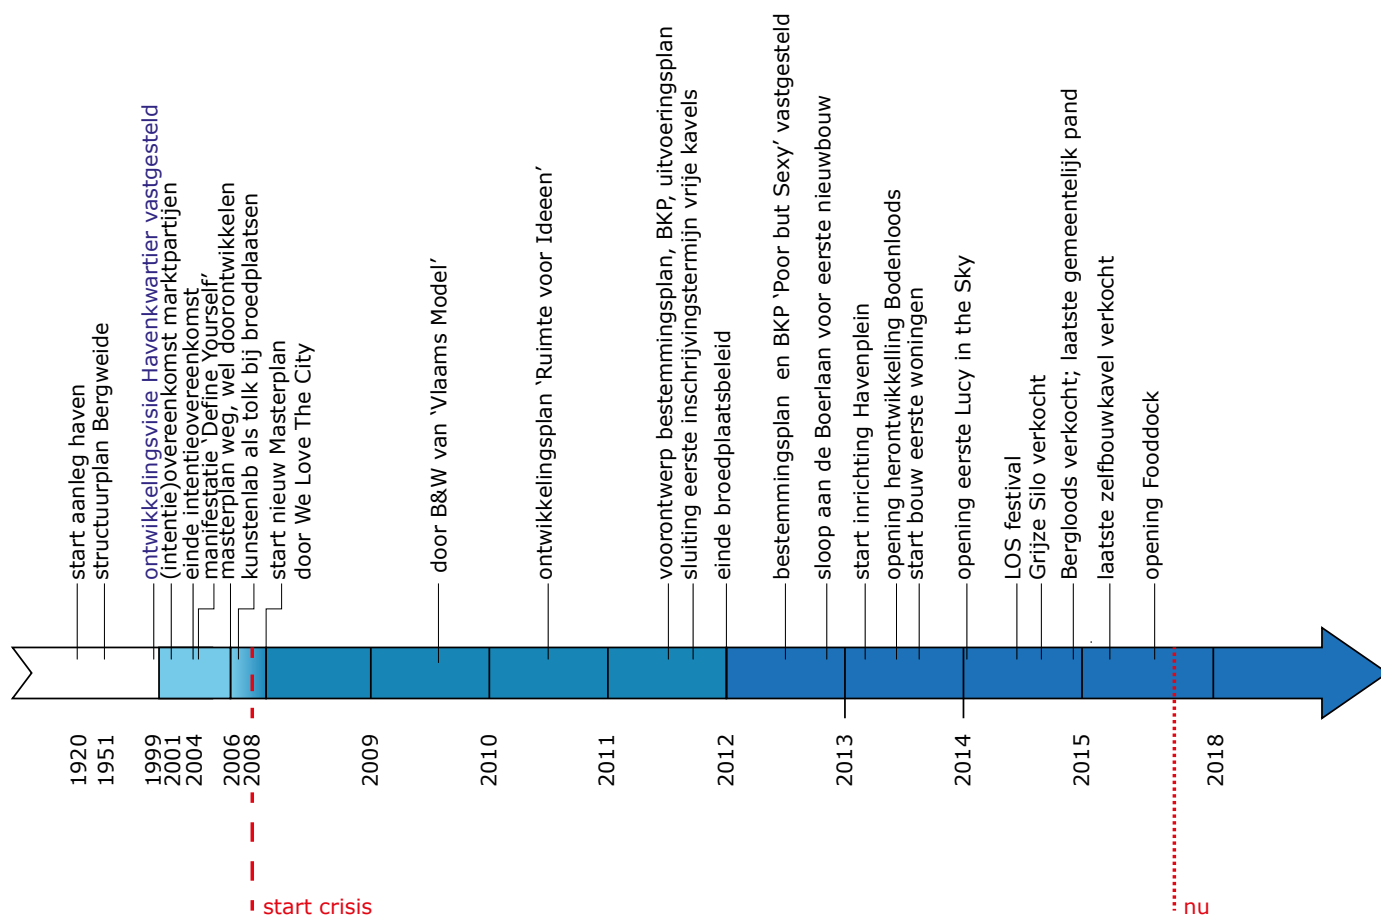 start aanleg haven
structuurplan Bergweide
ontwikkelingsvisie Havenkwartier vastgesteld
(intentie)overeenkomst marktpartijen
einde intentieovereenkomst
manifestatie ‘Define Yourself’
masterplan weg, wel doorontwikkelen
kunstenlab als tolk bij broedplaatsen
start nieuw Masterplan
door We Love The City
door B&W van ‘Vlaams Model’
ontwikkelingsplan ‘Ruimte voor Ideeen’
voorontwerp bestemmingsplan, BKP, uitvoeringsplan
sluiting eerste inschrijvingstermijn vrije kavels
einde broedplaatsbeleid
bestemmingsplan en BKP ‘Poor but Sexy’ vastgesteld
sloop aan de Boerlaan voor eerste nieuwbouw
start inrichting Havenplein
opening herontwikkelling Bodenloods
start bouw eerste woningen
opening eerste Lucy in the Sky
LOS festival
Grijze Silo verkocht
Bergloods verkocht; laatste gemeentelijk pand
laatste zelfbouwkavel verkocht
opening Fooddock
1920
1951
1999
2001
2004
2006
2008
2009
2010
2011
2012
2013
2014
2015
2018
start crisis
nu